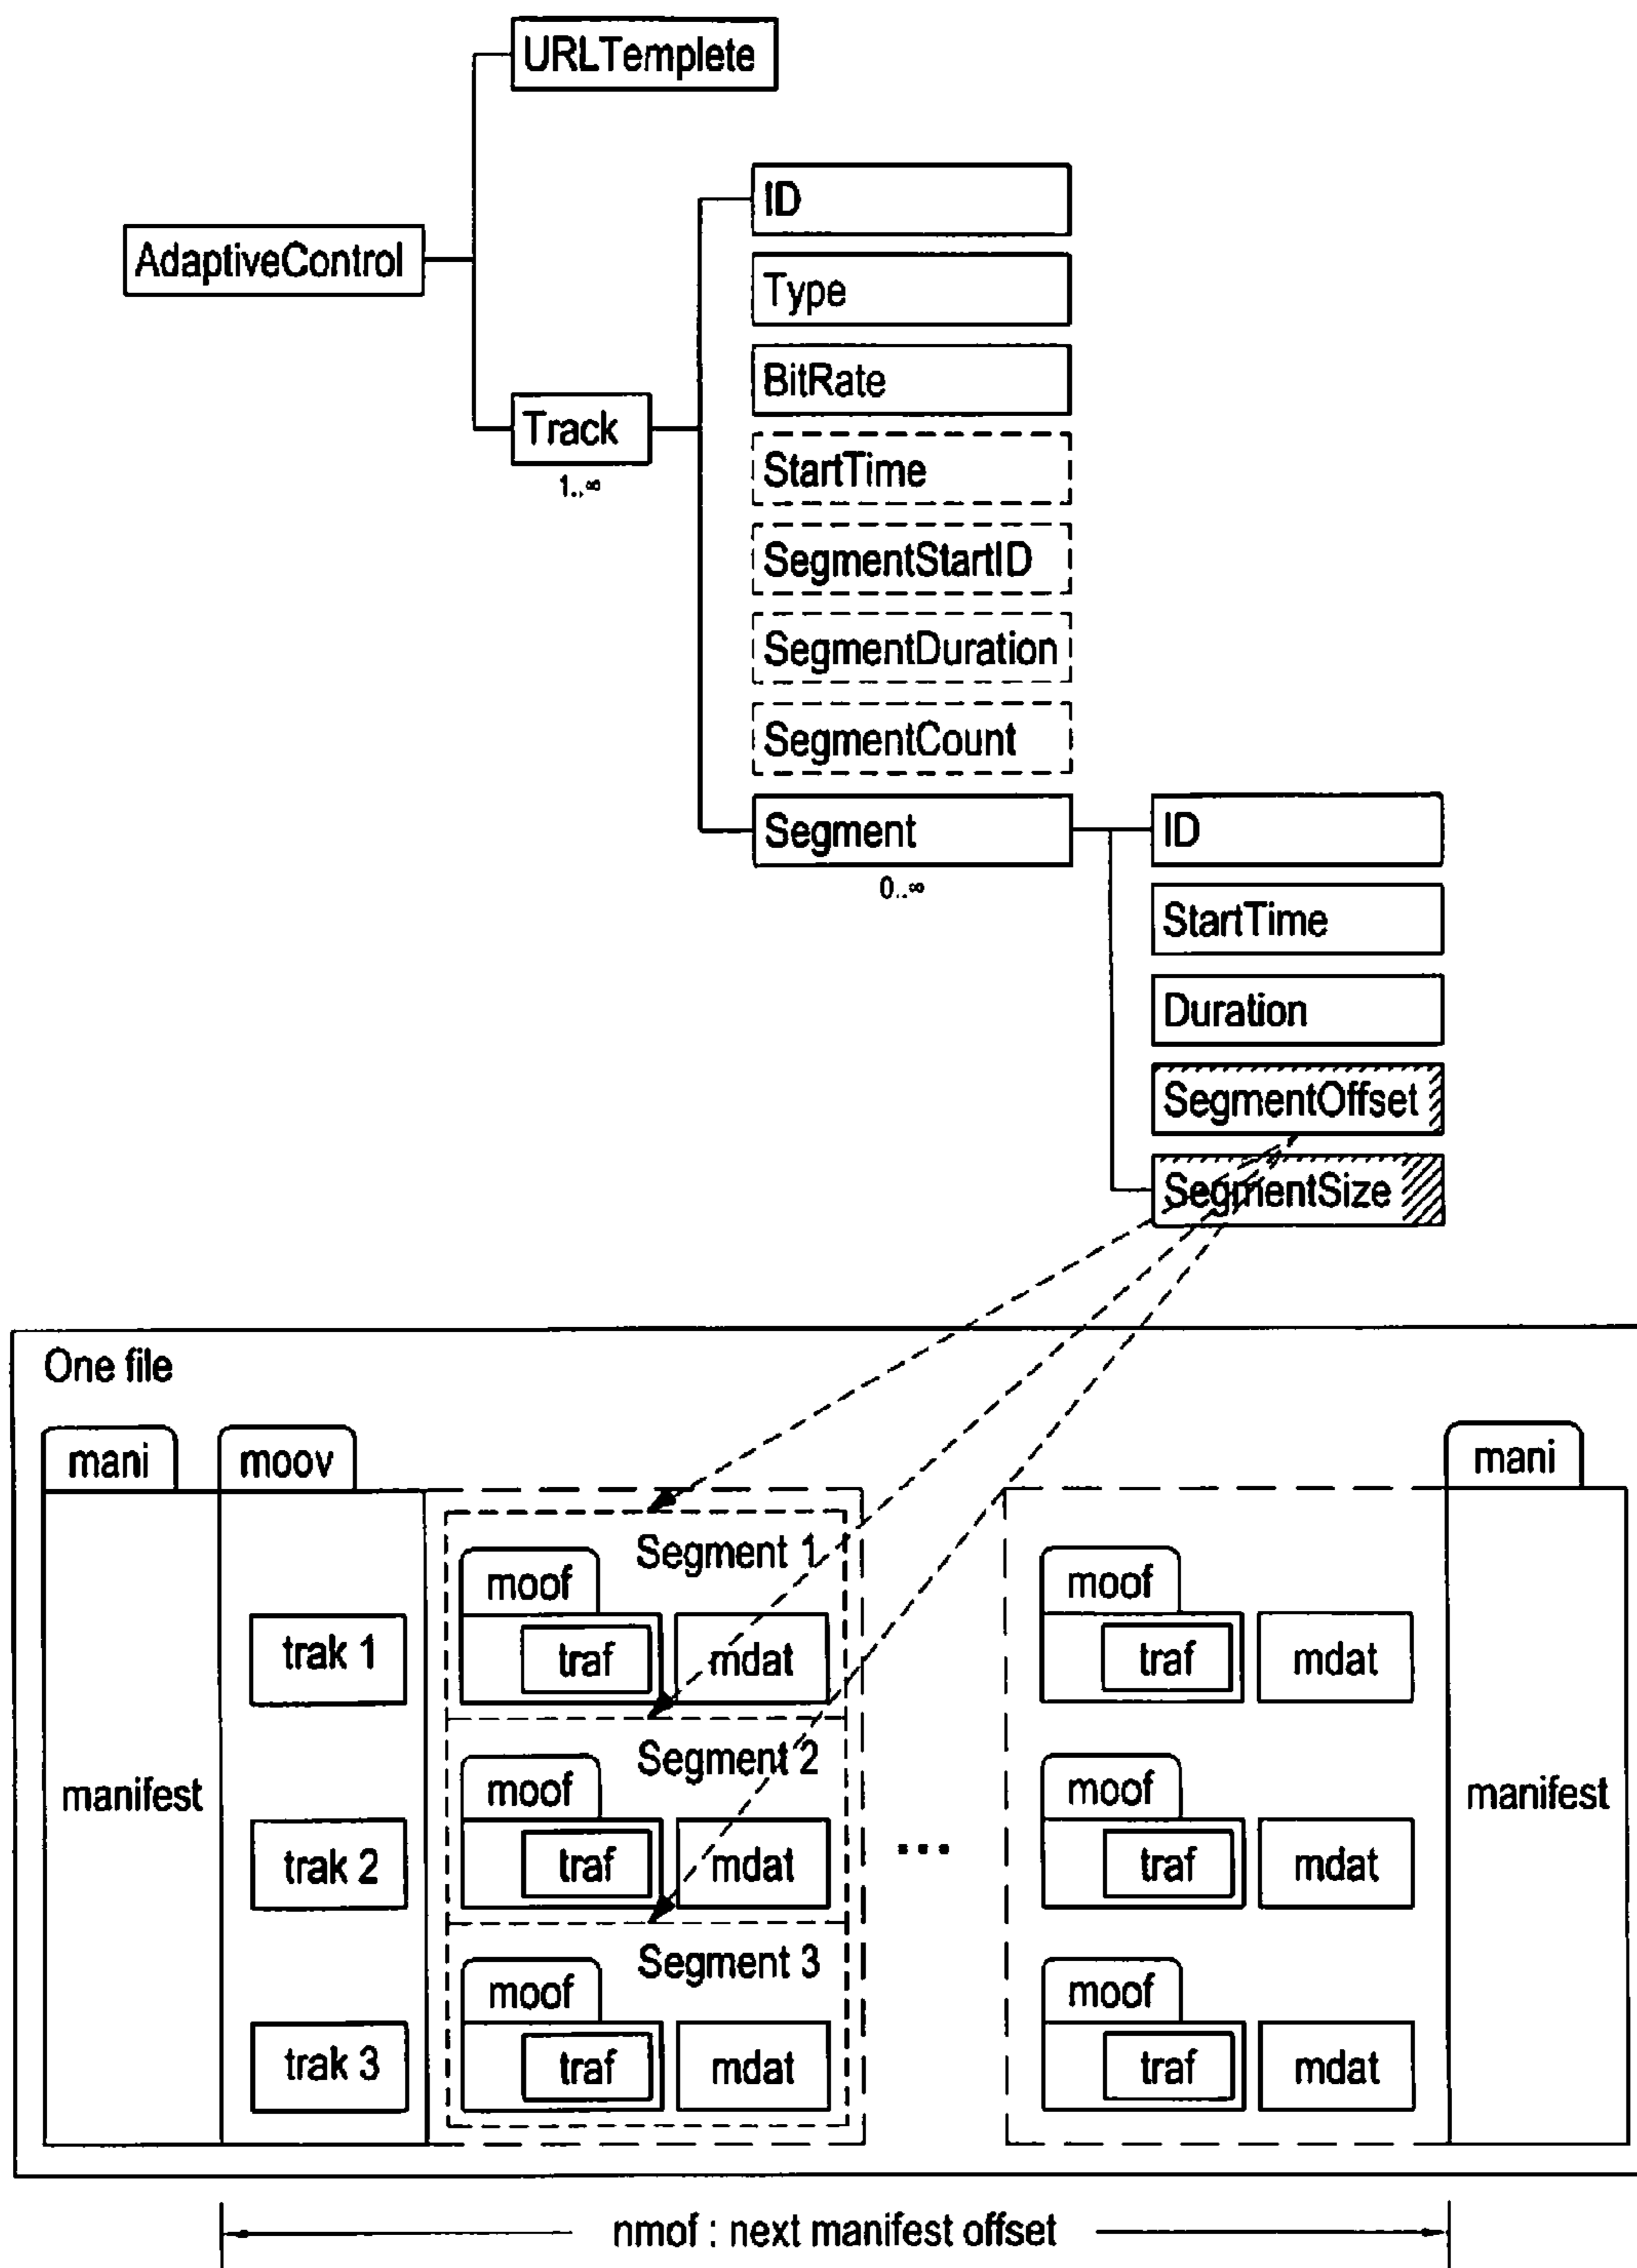 URLTemplete
ID
AdaptiveControl
Type
BitRate
Track
1..∞
StartTime
SegmentStartID
SegmentDuration
SegmentCount
Segment
0..∞
ID
StartTime
Duration
SegmentOffset
SegmentSize
One file
mani
moov
mani
manifest
trak 1
trak 2
trak 3
Segment 1
moof
traf
mdat
Segment 2
moof
traf
mdat
Segment 3
moof
traf
mdat
...
moof
traf
mdat
moof
traf
mdat
moof
traf
mdat
manifest
nmof : next manifest offset